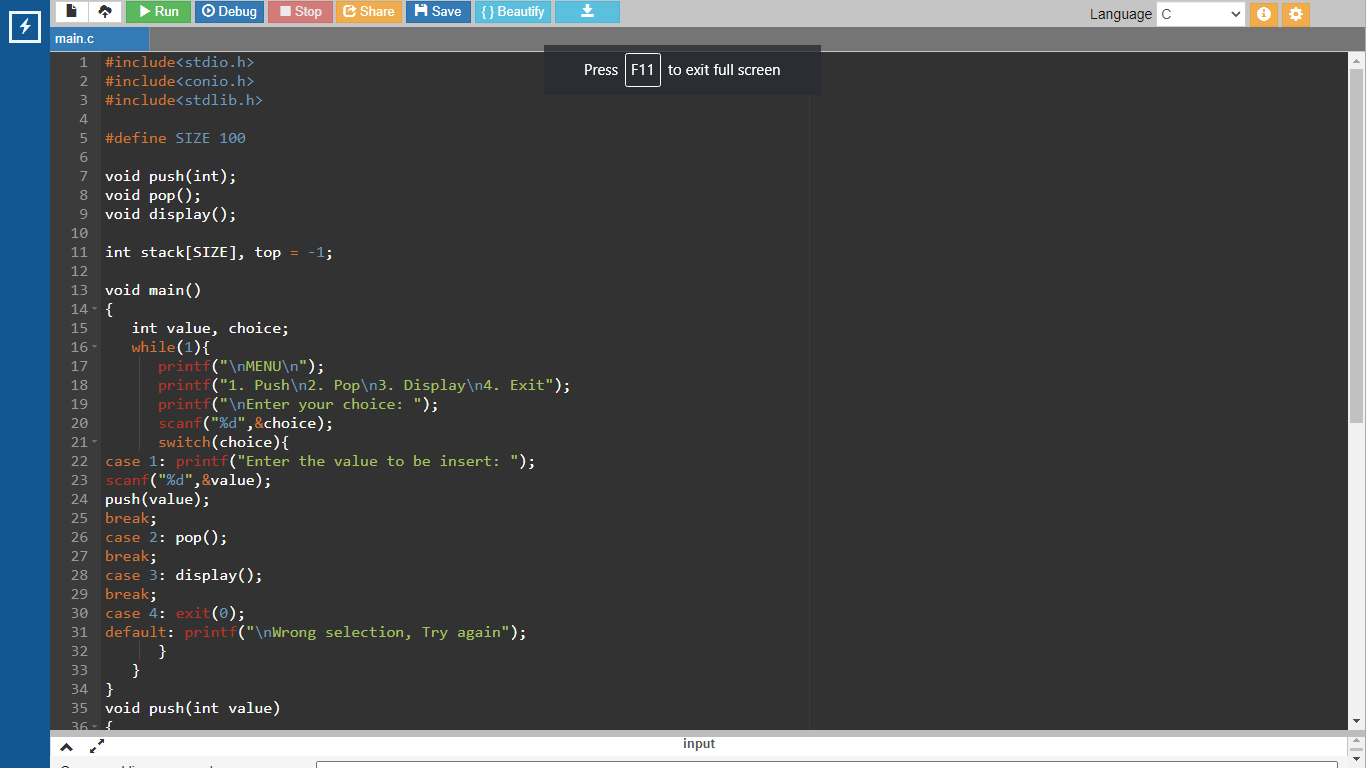 Run Debug Stop Share Save { } Beautify Language C
main.c
Press F11 to exit full screen
1 #include<stdio.h>
2 #include<conio.h>
3 #include<stdlib.h>
4
5 #define SIZE 100
6
7 void push(int);
8 void pop();
9 void display();
10
11 int stack[SIZE], top = -1;
12
13 void main()
14 {
15 int value, choice;
16 while(1){
17 printf("\nMENU\n");
18 printf("1. Push\n2. Pop\n3. Display\n4. Exit");
19 printf("\nEnter your choice: ");
20 scanf("%d",&choice);
21 switch(choice){
22 case 1: printf("Enter the value to be insert: ");
23 scanf("%d",&value);
24 push(value);
25 break;
26 case 2: pop();
27 break;
28 case 3: display();
29 break;
30 case 4: exit(0);
31 default: printf("\nWrong selection, Try again");
32 }
33 }
34 }
35 void push(int value)
36 {
input